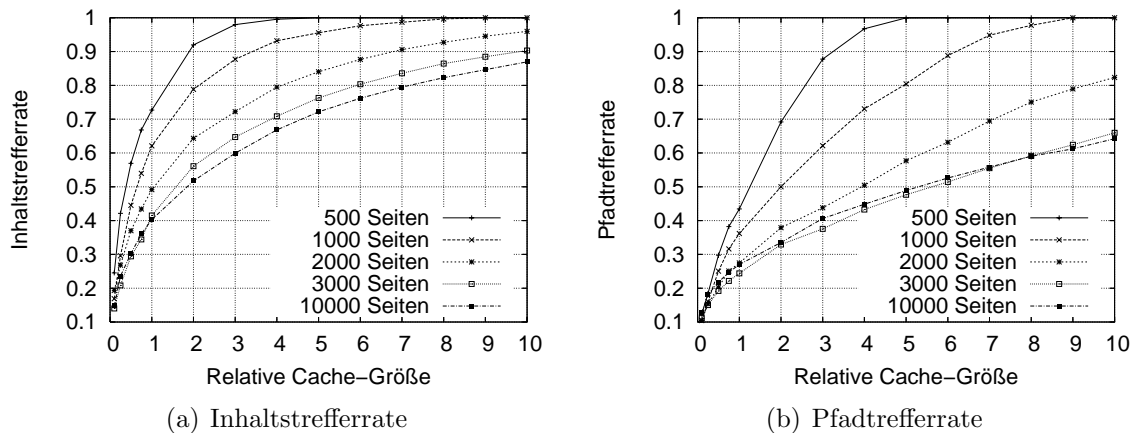 Inhaltstrefferrate
1
0.9
0.8
0.7
0.6
0.5
0.4
0.3
0.2
0.1
500 Seiten
1000 Seiten
2000 Seiten
3000 Seiten
10000 Seiten
0 1 2 3 4 5 6 7 8 9 10
Relative Cache−Größe
(a) Inhaltstrefferrate
Pfadtrefferrate
1
0.9
0.8
0.7
0.6
0.5
0.4
0.3
0.2
0.1
500 Seiten
1000 Seiten
2000 Seiten
3000 Seiten
10000 Seiten
0 1 2 3 4 5 6 7 8 9 10
Relative Cache−Größe
(b) Pfadtrefferrate